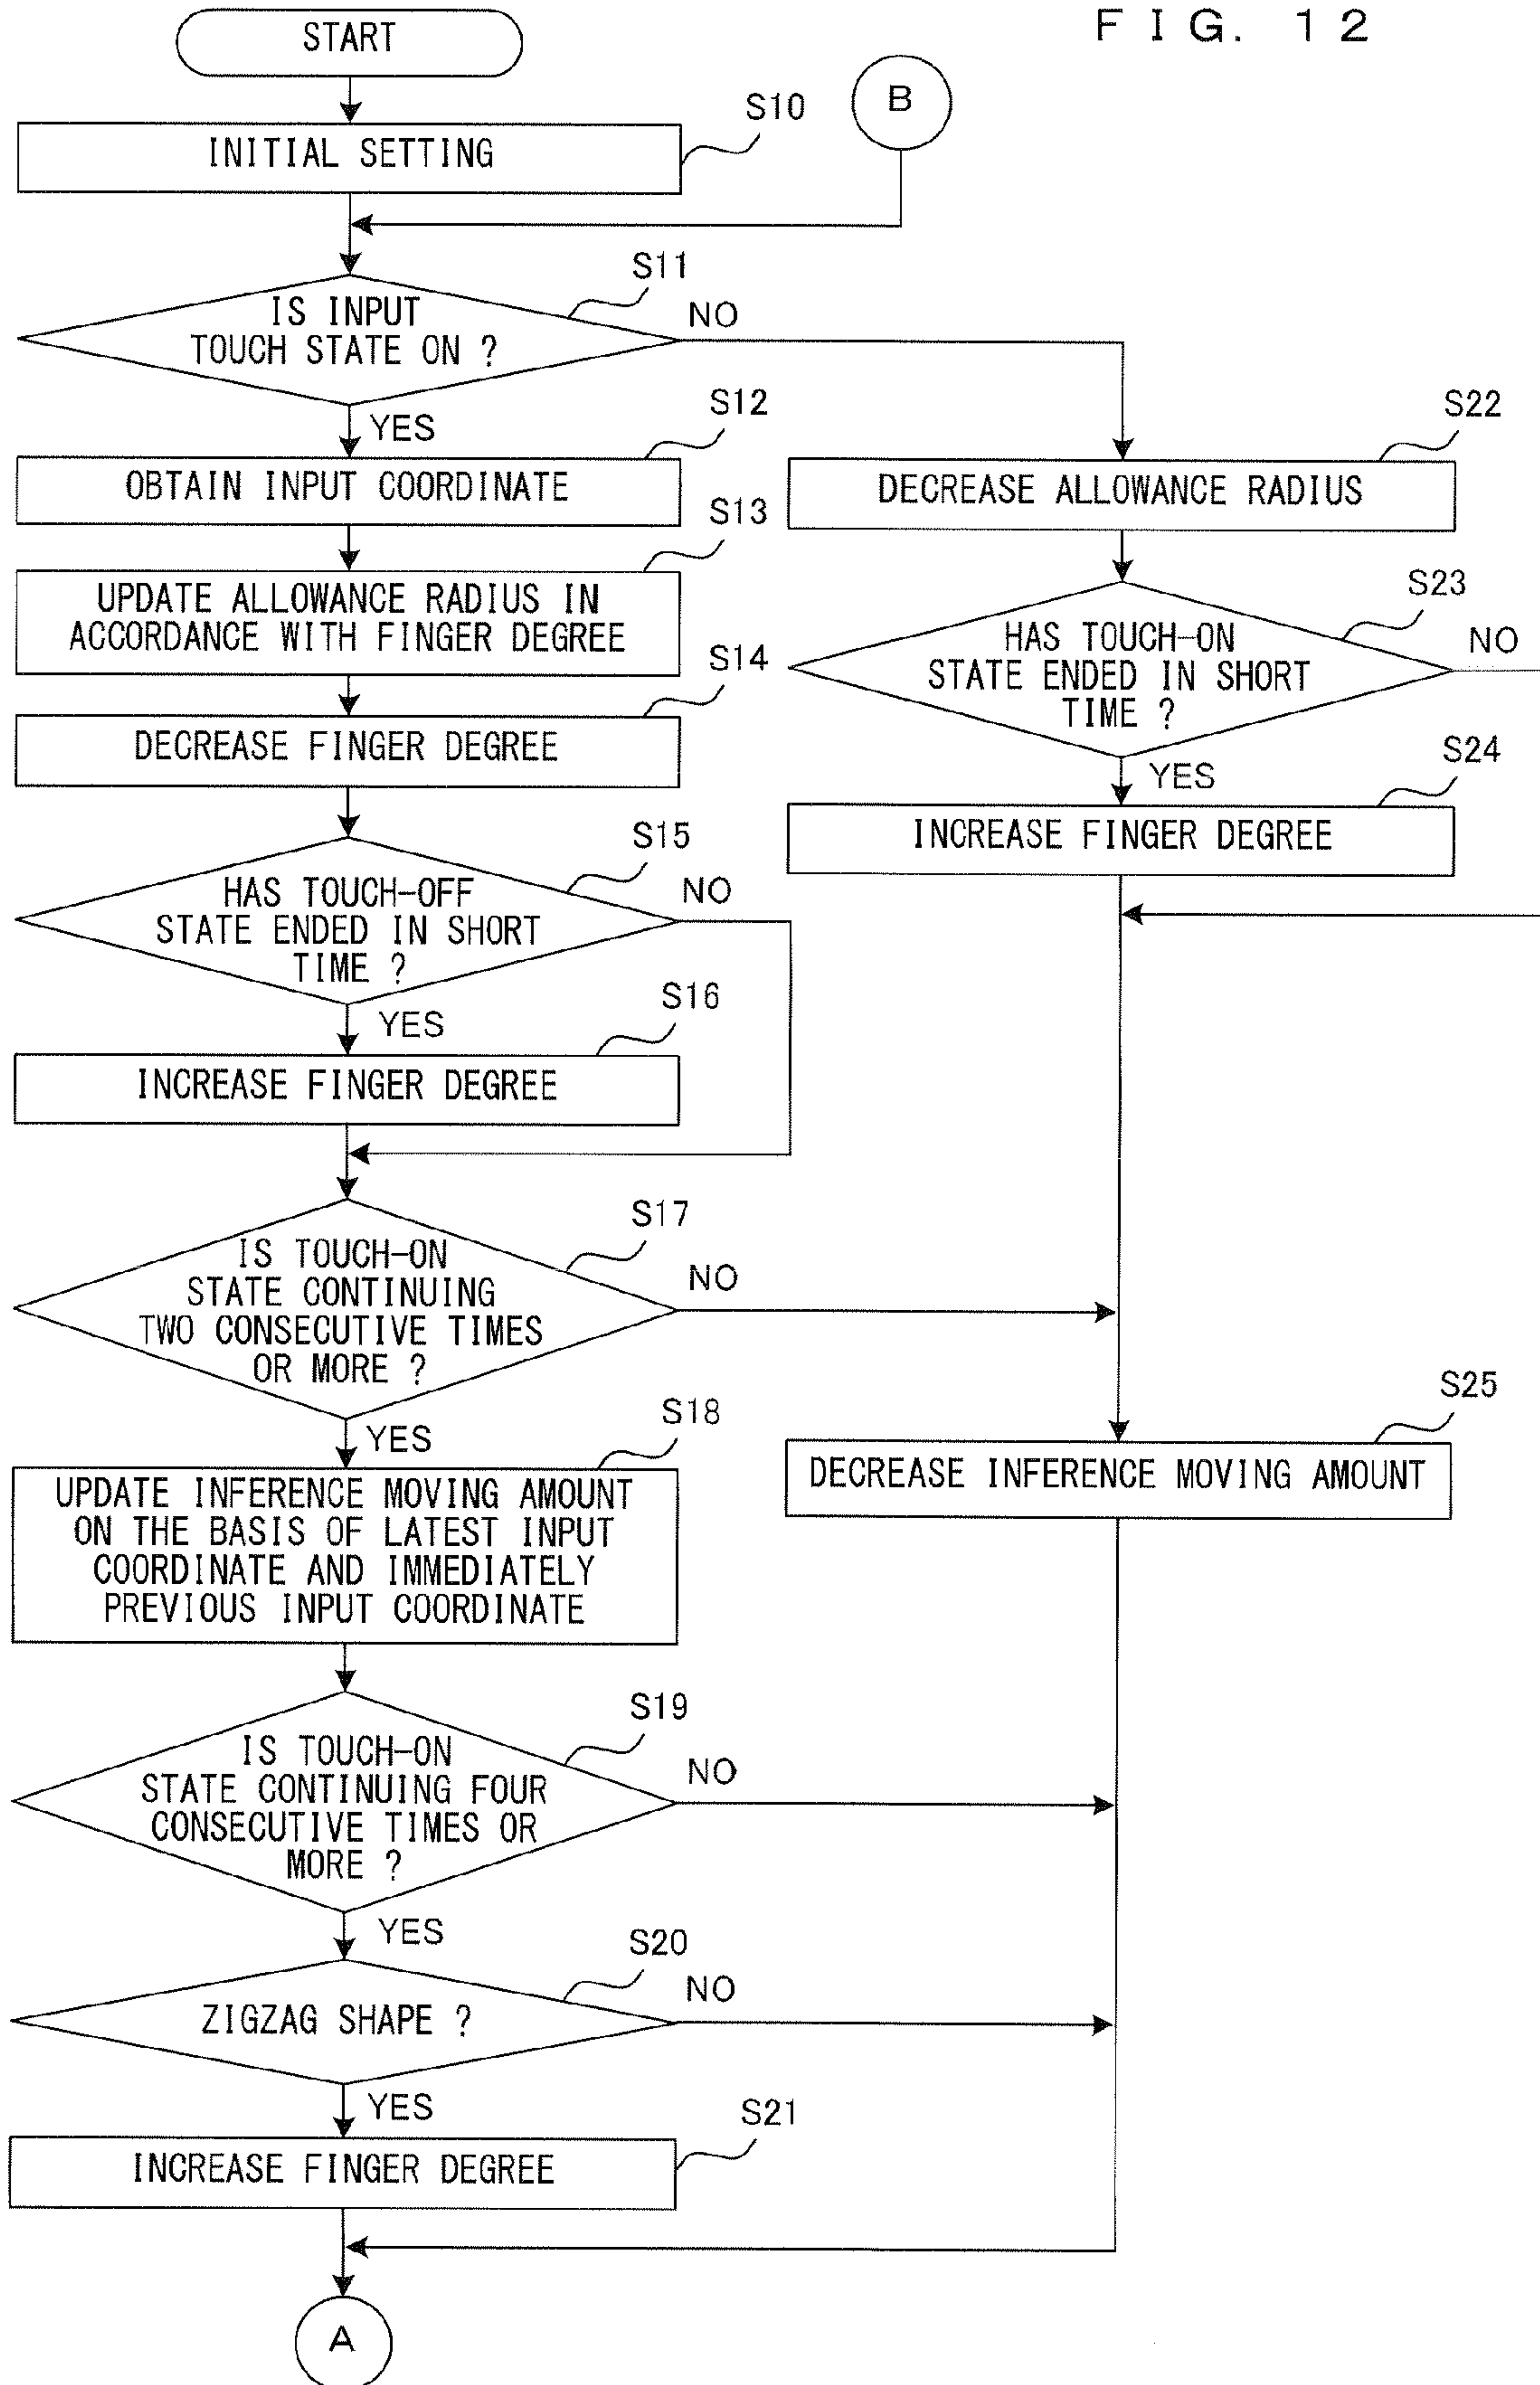 FIG. 12
START
B
S10
INITIAL SETTING
S11
IS INPUT
TOUCH STATE ON ?
NO
YES
S12
OBTAIN INPUT COORDINATE
S13
UPDATE ALLOWANCE RADIUS IN
ACCORDANCE WITH FINGER DEGREE
S14
DECREASE FINGER DEGREE
S15
HAS TOUCH-OFF
STATE ENDED IN SHORT
TIME ?
NO
YES
S16
INCREASE FINGER DEGREE
S17
IS TOUCH-ON
STATE CONTINUING
TWO CONSECUTIVE TIMES
OR MORE ?
NO
YES
S18
UPDATE INFERENCE MOVING AMOUNT
ON THE BASIS OF LATEST INPUT
COORDINATE AND IMMEDIATELY
PREVIOUS INPUT COORDINATE
S19
IS TOUCH-ON
STATE CONTINUING FOUR
CONSECUTIVE TIMES OR
MORE ?
NO
YES
S20
ZIGZAG SHAPE ?
NO
YES
S21
INCREASE FINGER DEGREE
A
S22
DECREASE ALLOWANCE RADIUS
S23
HAS TOUCH-ON
STATE ENDED IN SHORT
TIME ?
NO
YES
S24
INCREASE FINGER DEGREE
S25
DECREASE INFERENCE MOVING AMOUNT